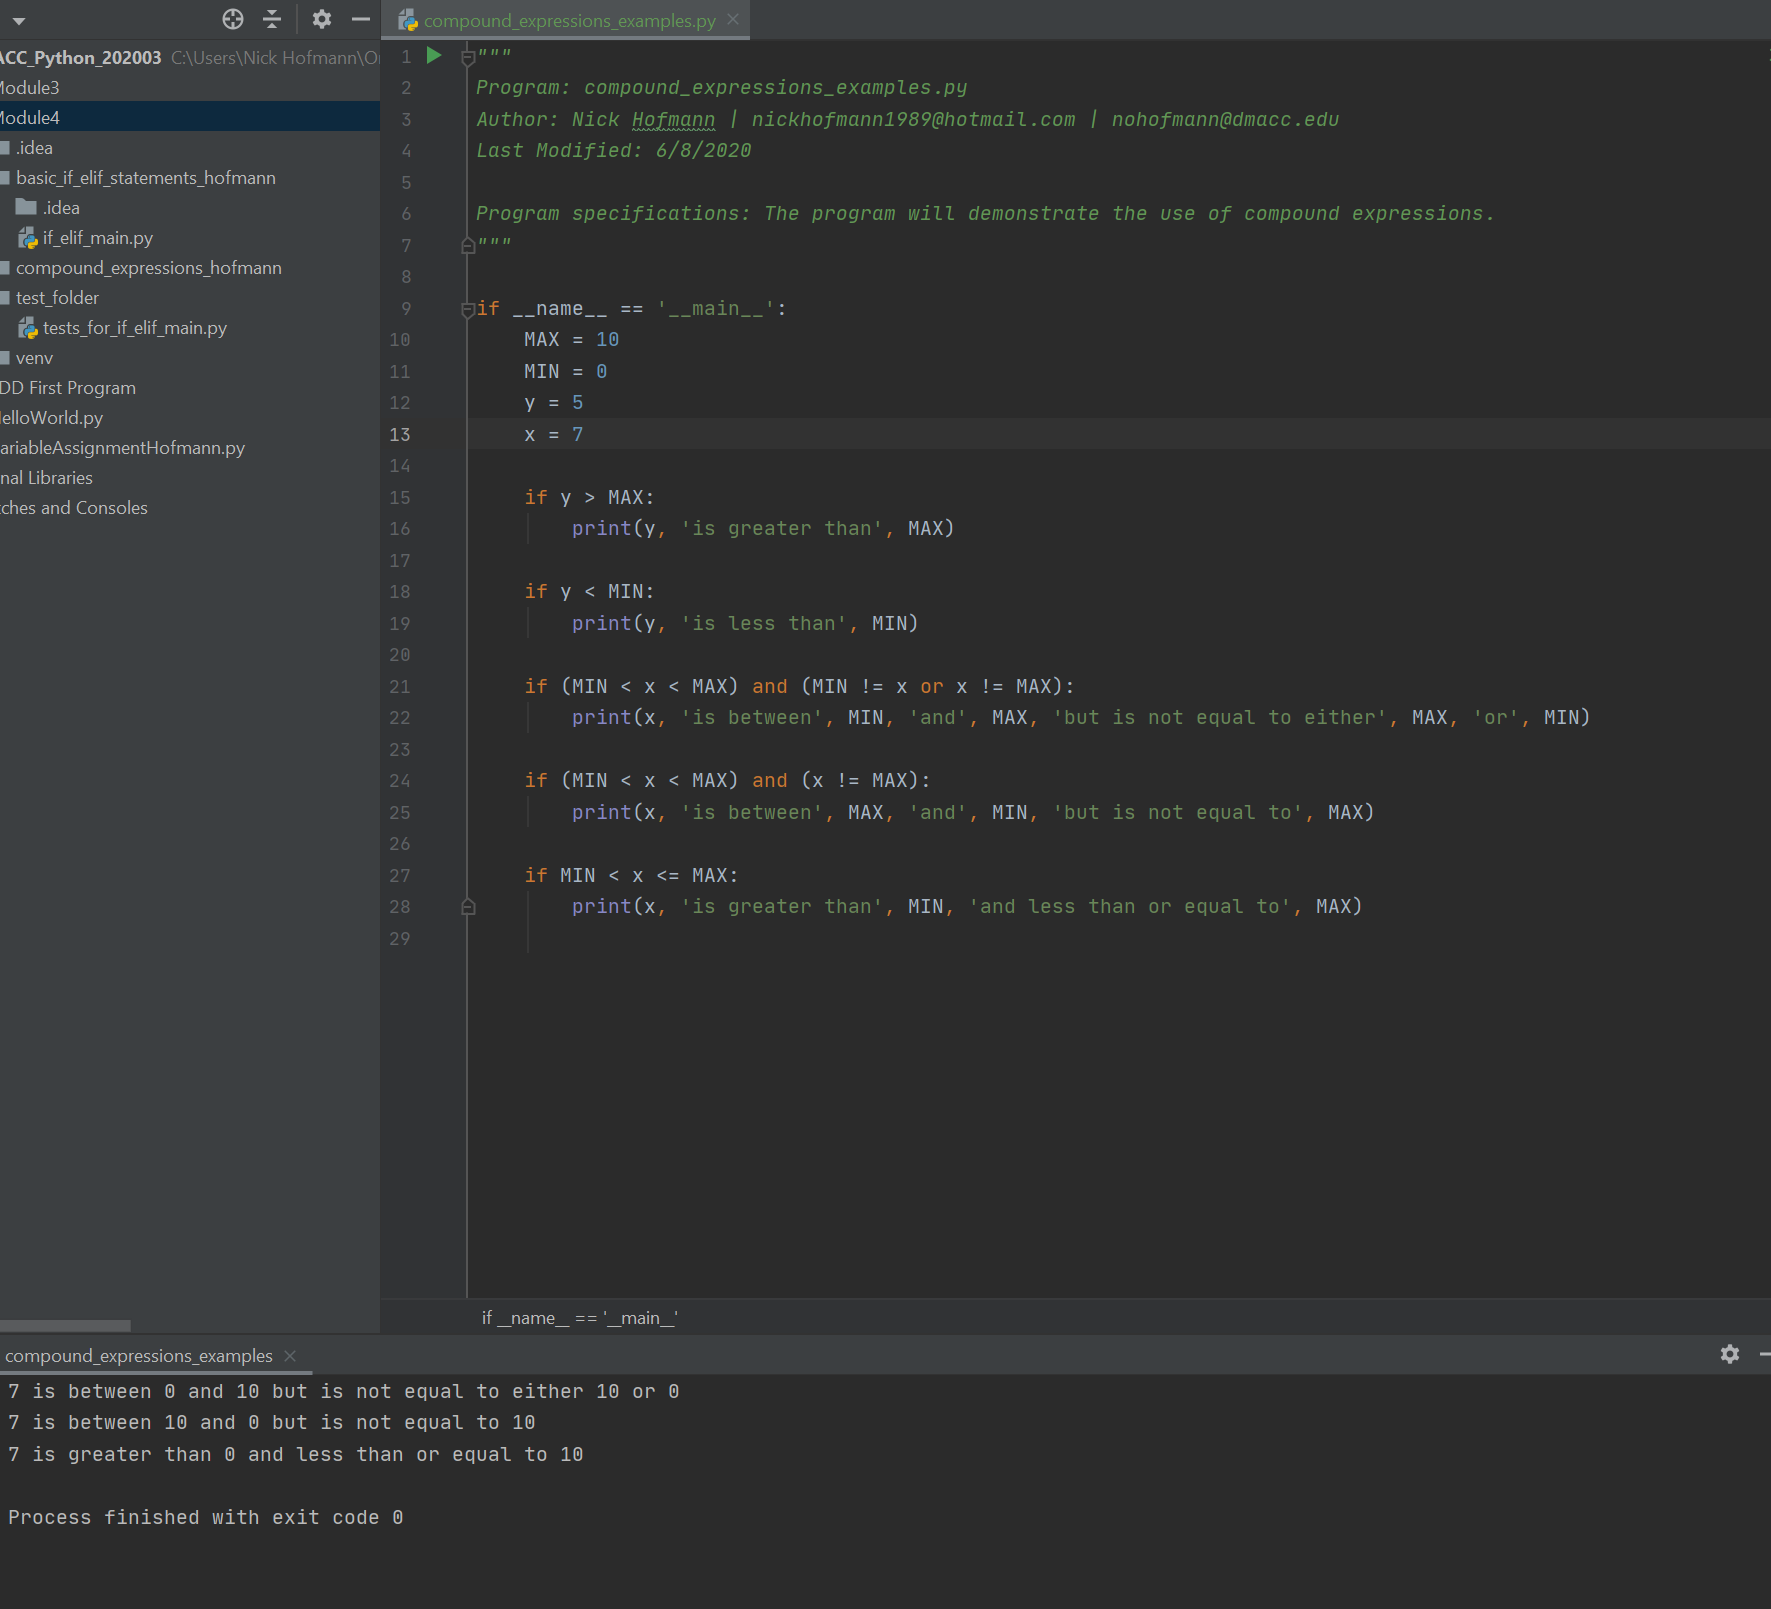 ACC_Python_202003 C:\Users\Nick Hofmann\O
Module3
Module4
.idea
basic_if_elif_statements_hofmann
.idea
if_elif_main.py
compound_expressions_hofmann
test_folder
tests_for_if_elif_main.py
venv
DD First Program
elloWorld.py
ariableAssignmentHofmann.py
nal Libraries
ches and Consoles
compound_expressions_examples.py
1 """
2 Program: compound_expressions_examples.py
3 Author: Nick Hofmann | nickhofmann1989@hotmail.com | nohofmann@dmacc.edu
4 Last Modified: 6/8/2020
5
6 Program specifications: The program will demonstrate the use of compound expressions.
7 """
8
9 if __name__ == '__main__':
10 MAX = 10
11 MIN = 0
12 y = 5
13 x = 7
14
15 if y > MAX:
16 print(y, 'is greater than', MAX)
17
18 if y < MIN:
19 print(y, 'is less than', MIN)
20
21 if (MIN < x < MAX) and (MIN != x or x != MAX):
22 print(x, 'is between', MIN, 'and', MAX, 'but is not equal to either', MAX, 'or', MIN)
23
24 if (MIN < x < MAX) and (x != MAX):
25 print(x, 'is between', MAX, 'and', MIN, 'but is not equal to', MAX)
26
27 if MIN < x <= MAX:
28 print(x, 'is greater than', MIN, 'and less than or equal to', MAX)
29
if __name__ == '__main__'
compound_expressions_examples
7 is between 0 and 10 but is not equal to either 10 or 0
7 is between 10 and 0 but is not equal to 10
7 is greater than 0 and less than or equal to 10
Process finished with exit code 0